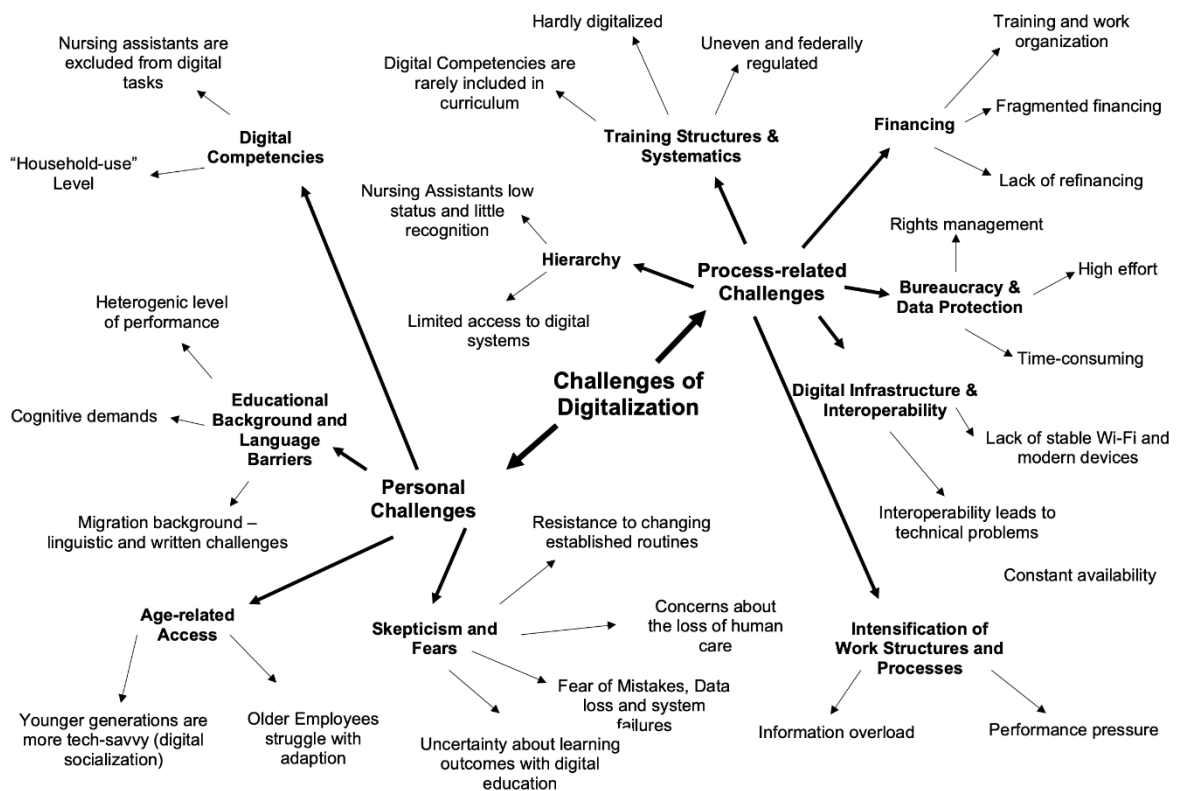 Hardly digitalized
Training and work
organization
Nursing assistants are
excluded from digital
tasks
Uneven and federally
regulated
Digital Competencies are
rarely included in
curriculum
Fragmented financing
Financing
Digital
Competencies
Training Structures &
Systematics
“Household-use”
Level
Lack of refinancing
Nursing Assistants low
status and little
recognition
Rights management
Hierarchy
Process-related
Challenges
High effort
Bureaucracy &
Data Protection
Heterogenic level
of performance
Limited access to digital
systems
Time-consuming
Challenges of
Digitalization
Digital Infrastructure &
Interoperability
Educational
Background and
Language
Barriers
Cognitive demands
Lack of stable Wi-Fi and
modern devices
Personal
Challenges
Migration background –
linguistic and written challenges
Resistance to changing
established routines
Interoperability leads to
technical problems
Constant availability
Age-related
Access
Skepticism and
Fears
Concerns about
the loss of human
care
Intensification of
Work Structures and
Processes
Fear of Mistakes, Data
loss and system
failures
Younger generations are
more tech-savvy (digital
socialization)
Older Employees
struggle with
adaption
Uncertainty about learning
outcomes with digital
education
Information overload
Performance pressure